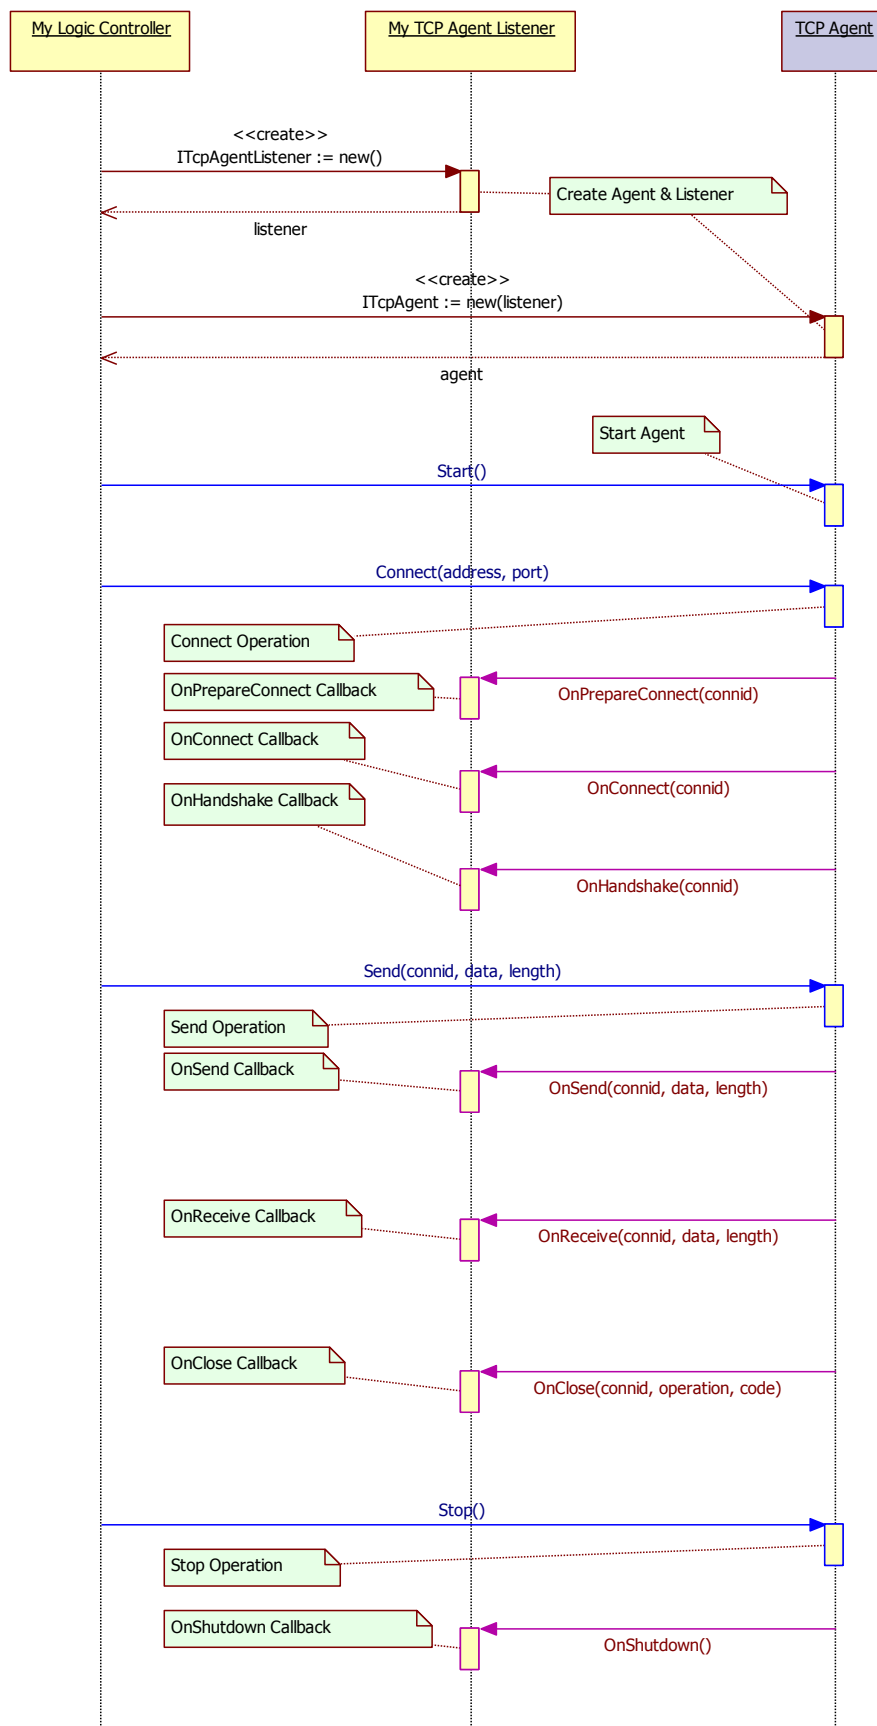 My Logic Controller
My TCP Agent Listener
TCP Agent
<<create>>
ITcpAgentListener := new()
Create Agent & Listener
listener
<<create>>
ITcpAgent := new(listener)
agent
Start Agent
Start()
Connect(address, port)
Connect Operation
OnPrepareConnect Callback
OnPrepareConnect(connid)
OnConnect Callback
OnConnect(connid)
OnHandshake Callback
OnHandshake(connid)
Send(connid, data, length)
Send Operation
OnSend Callback
OnSend(connid, data, length)
OnReceive Callback
OnReceive(connid, data, length)
OnClose Callback
OnClose(connid, operation, code)
Stop()
Stop Operation
OnShutdown Callback
OnShutdown()